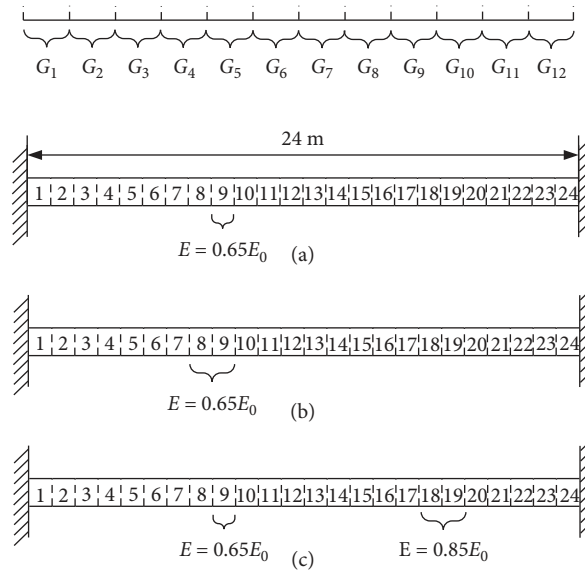 G₁ G₂ G₃ G₄ G₅ G₆ G₇ G₈ G₉ G₁₀ G₁₁ G₁₂
24 m
1 2 3 4 5 6 7 8 9 10 11 12 13 14 15 16 17 18 19 20 21 22 23 24
E = 0.65E₀ (a)
1 2 3 4 5 6 7 8 9 10 11 12 13 14 15 16 17 18 19 20 21 22 23 24
E = 0.65E₀ (b)
1 2 3 4 5 6 7 8 9 10 11 12 13 14 15 16 17 18 19 20 21 22 23 24
E = 0.65E₀ (c) E = 0.85E₀